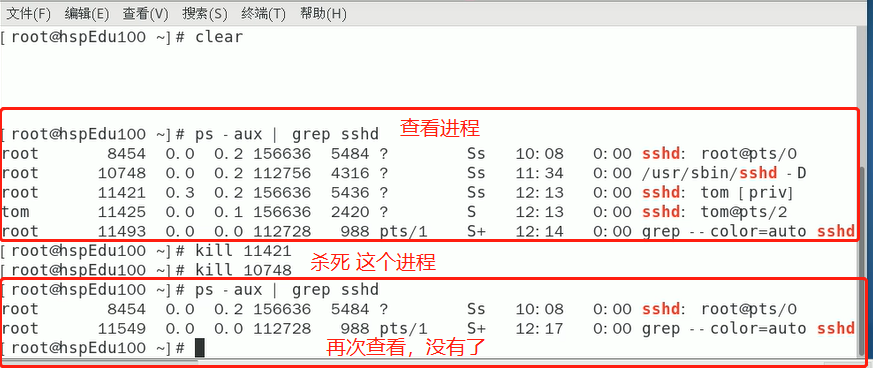 文件(F) 编辑(E) 查看(V) 搜索(S) 终端(T) 帮助(H)
[root@hspEdu100 ~]# clear
[root@hspEdu100 ~]# ps -aux | grep sshd 查看进程
root 8454 0.0 0.2 156636 5484 ? Ss 10:08 0:00 sshd: root@pts/0
root 10748 0.0 0.2 112756 4316 ? Ss 11:34 0:00 /usr/sbin/sshd -D
root 11421 0.3 0.2 156636 5436 ? Ss 12:13 0:00 sshd: tom [priv]
tom 11425 0.0 0.1 156636 2420 ? S 12:13 0:00 sshd: tom@pts/2
root 11493 0.0 0.0 112728 988 pts/1 S+ 12:14 0:00 grep --color=auto sshd
[root@hspEdu100 ~]# kill 11421
[root@hspEdu100 ~]# kill 10748 杀死 这个进程
[root@hspEdu100 ~]# ps -aux | grep sshd
root 8454 0.0 0.2 156636 5484 ? Ss 10:08 0:00 sshd: root@pts/0
root 11549 0.0 0.0 112728 988 pts/1 S+ 12:17 0:00 grep --color=auto sshd
[root@hspEdu100 ~]# 再次查看，没有了